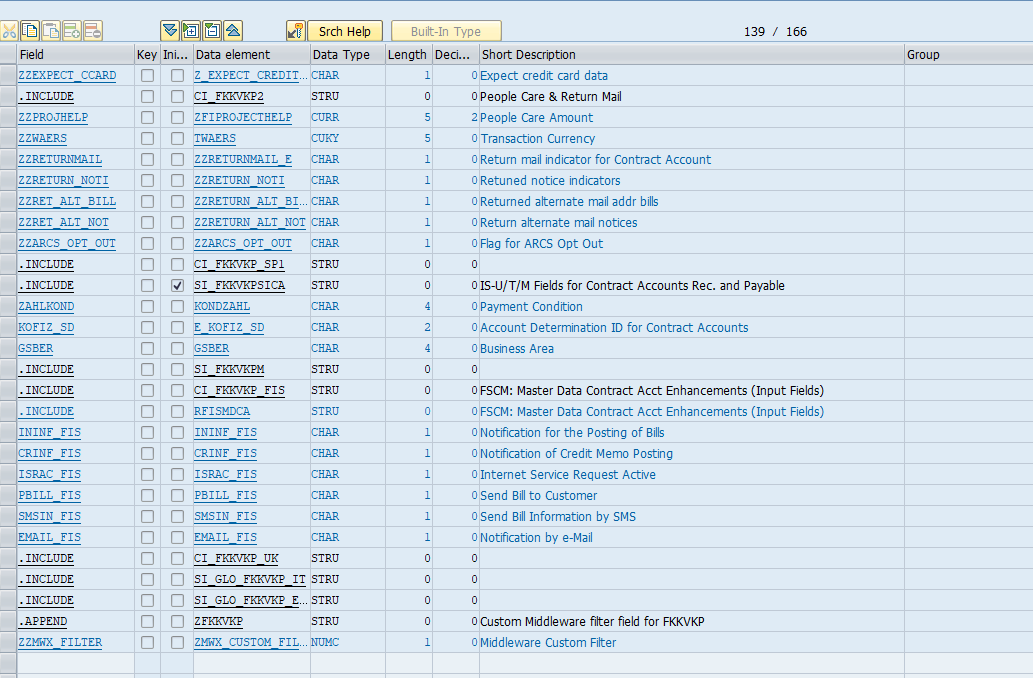 Srch Help Built-In Type 139 / 166
Field Key Ini... Data element Data Type Length Deci... Short Description Group
ZZEXPECT_CCARD Z_EXPECT_CREDIT... CHAR 1 0 Expect credit card data
.INCLUDE CI_FKKVKP2 STRU 0 0 People Care & Return Mail
ZZPROJHELP ZFIPROJECTHELP CURR 5 2 People Care Amount
ZZWAERS TWAERS CUKY 5 0 Transaction Currency
ZZRETURNMAIL ZZRETURNMAIL_E CHAR 1 0 Return mail indicator for Contract Account
ZZRETURN_NOTI ZZRETURN_NOTI CHAR 1 0 Retuned notice indicators
ZZRET_ALT_BILL ZZRETURN_ALT_BI... CHAR 1 0 Returned alternate mail addr bills
ZZRET_ALT_NOT ZZRETURN_ALT_NOT CHAR 1 0 Return alternate mail notices
ZZARCS_OPT_OUT ZZARCS_OPT_OUT CHAR 1 0 Flag for ARCS Opt Out
.INCLUDE CI_FKKVKP_SP1 STRU 0 0
.INCLUDE SI_FKKVKPSICA STRU 0 0 IS-U/T/M Fields for Contract Accounts Rec. and Payable
ZAHLKOND KONDZAHL CHAR 4 0 Payment Condition
KOFIZ_SD E_KOFIZ_SD CHAR 2 0 Account Determination ID for Contract Accounts
GSBER GSBER CHAR 4 0 Business Area
.INCLUDE SI_FKKVKPM STRU 0 0
.INCLUDE CI_FKKVKP_FIS STRU 0 0 FSCM: Master Data Contract Acct Enhancements (Input Fields)
.INCLUDE RFISMDCA STRU 0 0 FSCM: Master Data Contract Acct Enhancements (Input Fields)
ININF_FIS ININF_FIS CHAR 1 0 Notification for the Posting of Bills
CRINF_FIS CRINF_FIS CHAR 1 0 Notification of Credit Memo Posting
ISRAC_FIS ISRAC_FIS CHAR 1 0 Internet Service Request Active
PBILL_FIS PBILL_FIS CHAR 1 0 Send Bill to Customer
SMSIN_FIS SMSIN_FIS CHAR 1 0 Send Bill Information by SMS
EMAIL_FIS EMAIL_FIS CHAR 1 0 Notification by e-Mail
.INCLUDE CI_FKKVKP_UK STRU 0 0
.INCLUDE SI_GLO_FKKVKP_IT STRU 0 0
.INCLUDE SI_GLO_FKKVKP_E... STRU 0 0
.APPEND ZFKKVKP STRU 0 0 Custom Middleware filter field for FKKVKP
ZZMWX_FILTER ZMWX_CUSTOM_FIL... NUMC 1 0 Middleware Custom Filter